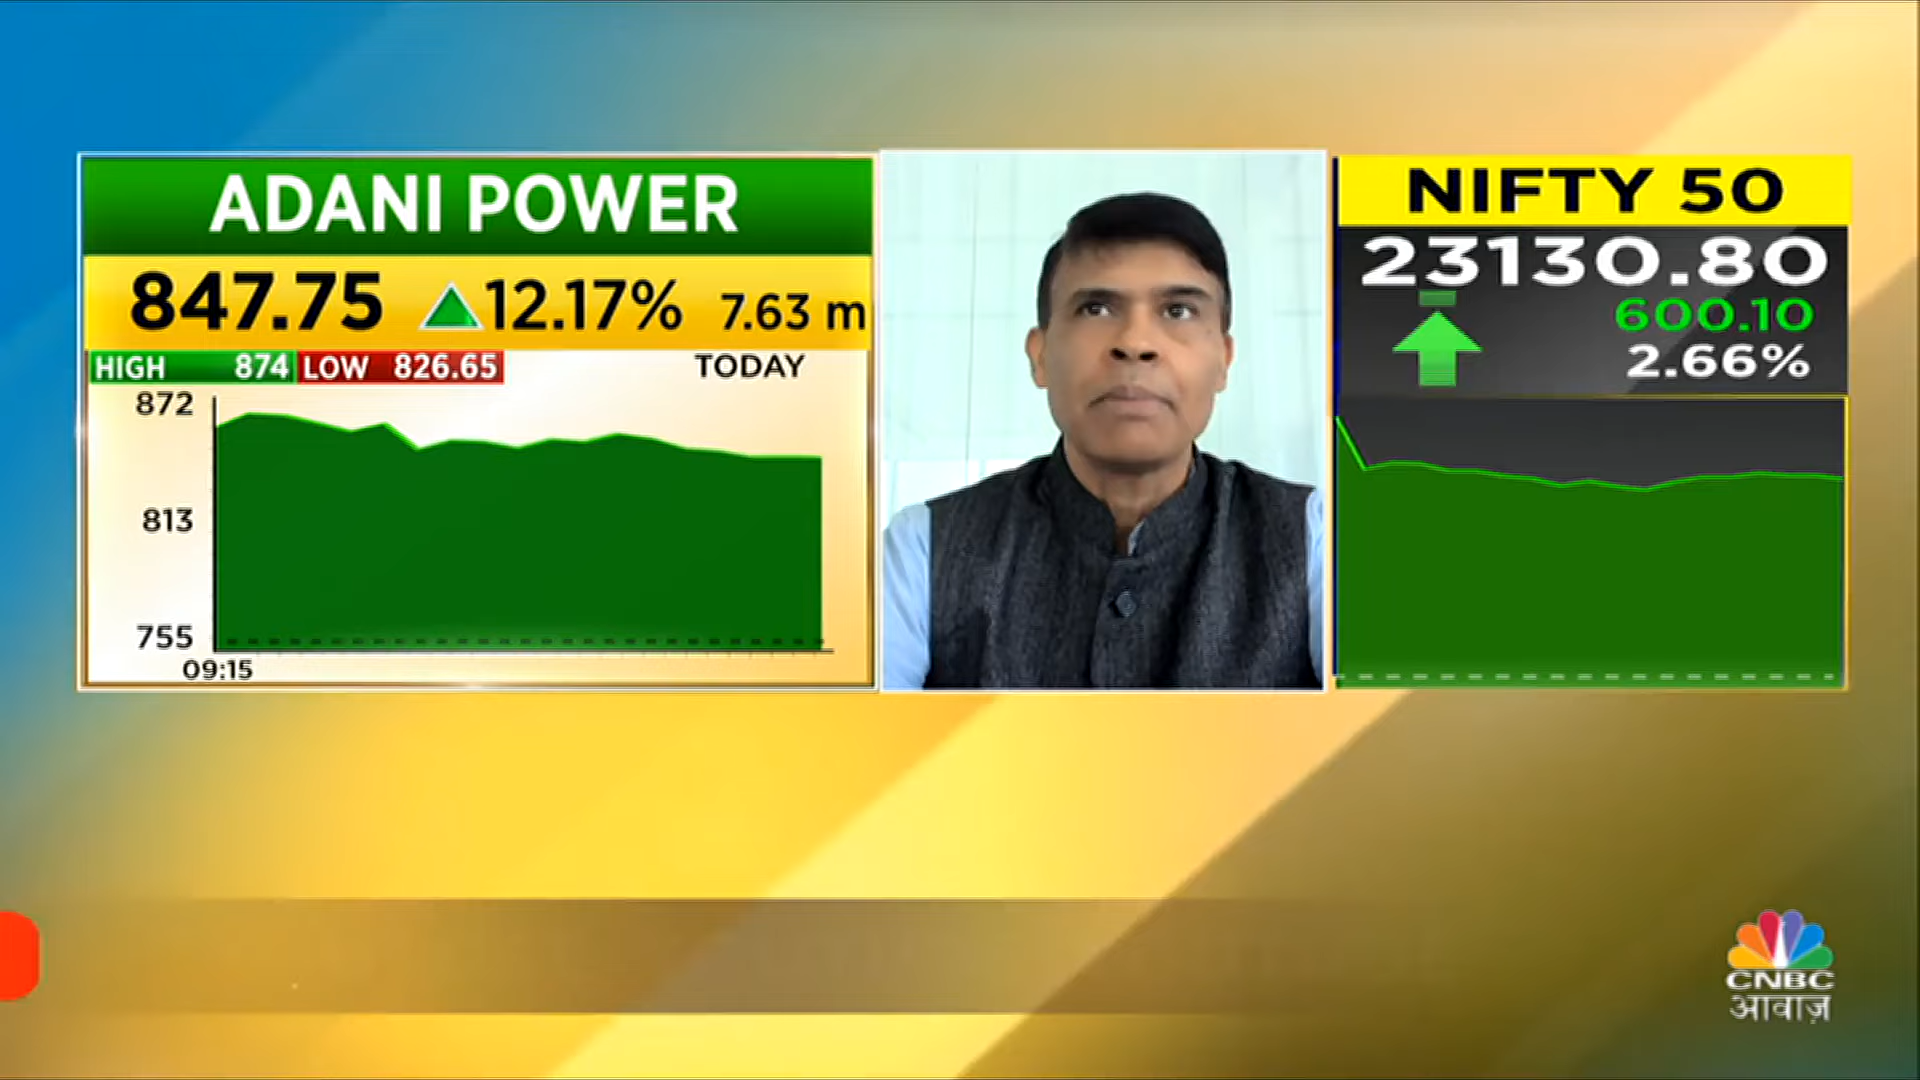 ADANI POWER
847.75 12.17% 7.63 m
HIGH 874 LOW 826.65 TODAY
872
813
755
09:15
NIFTY 50
23130.80
600.10
2.66%
CNBC
आवाज़